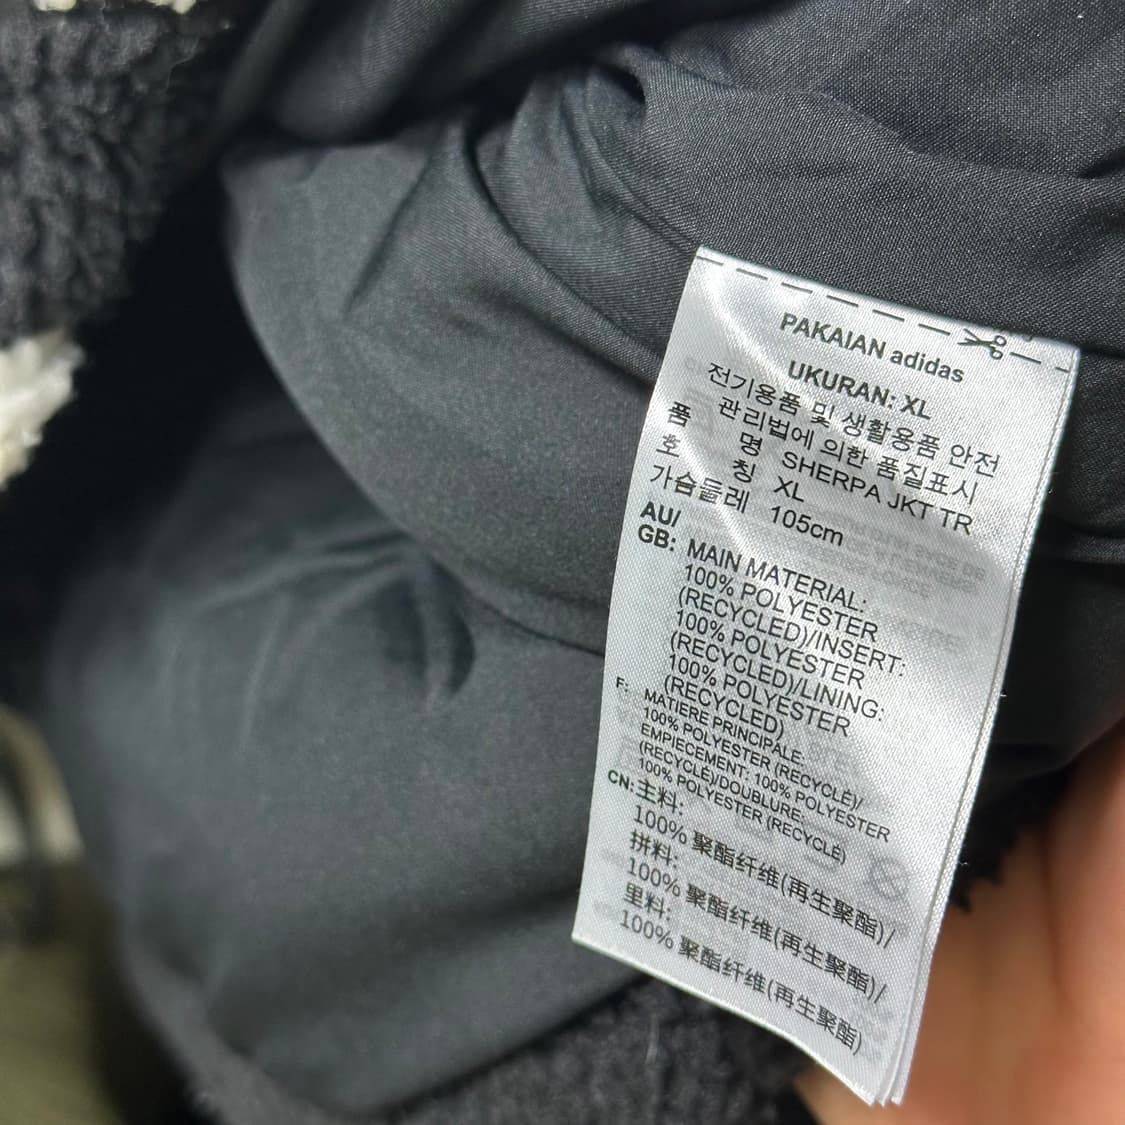 PAKAIAN adidas
UKURAN: XL
전기용품 및 생활용품 안전
관리법에 의한 품질표시
품 명 SHERPA JKT TR
호 칭 XL
가슴둘레 105cm
AU/
GB: MAIN MATERIAL:
100% POLYESTER
(RECYCLED)/INSERT:
100% POLYESTER
(RECYCLED)/LINING:
100% POLYESTER
(RECYCLED)
F: MATIERE PRINCIPALE:
100% POLYESTER (RECYCLÉ)/
EMPIECEMENT: 100% POLYESTER
(RECYCLÉ)/DOUBLURE:
100% POLYESTER (RECYCLÉ)
CN: 主料:
100% 聚酯纤维(再生聚酯)/
拼料:
100% 聚酯纤维(再生聚酯)/
里料:
100% 聚酯纤维(再生聚酯)